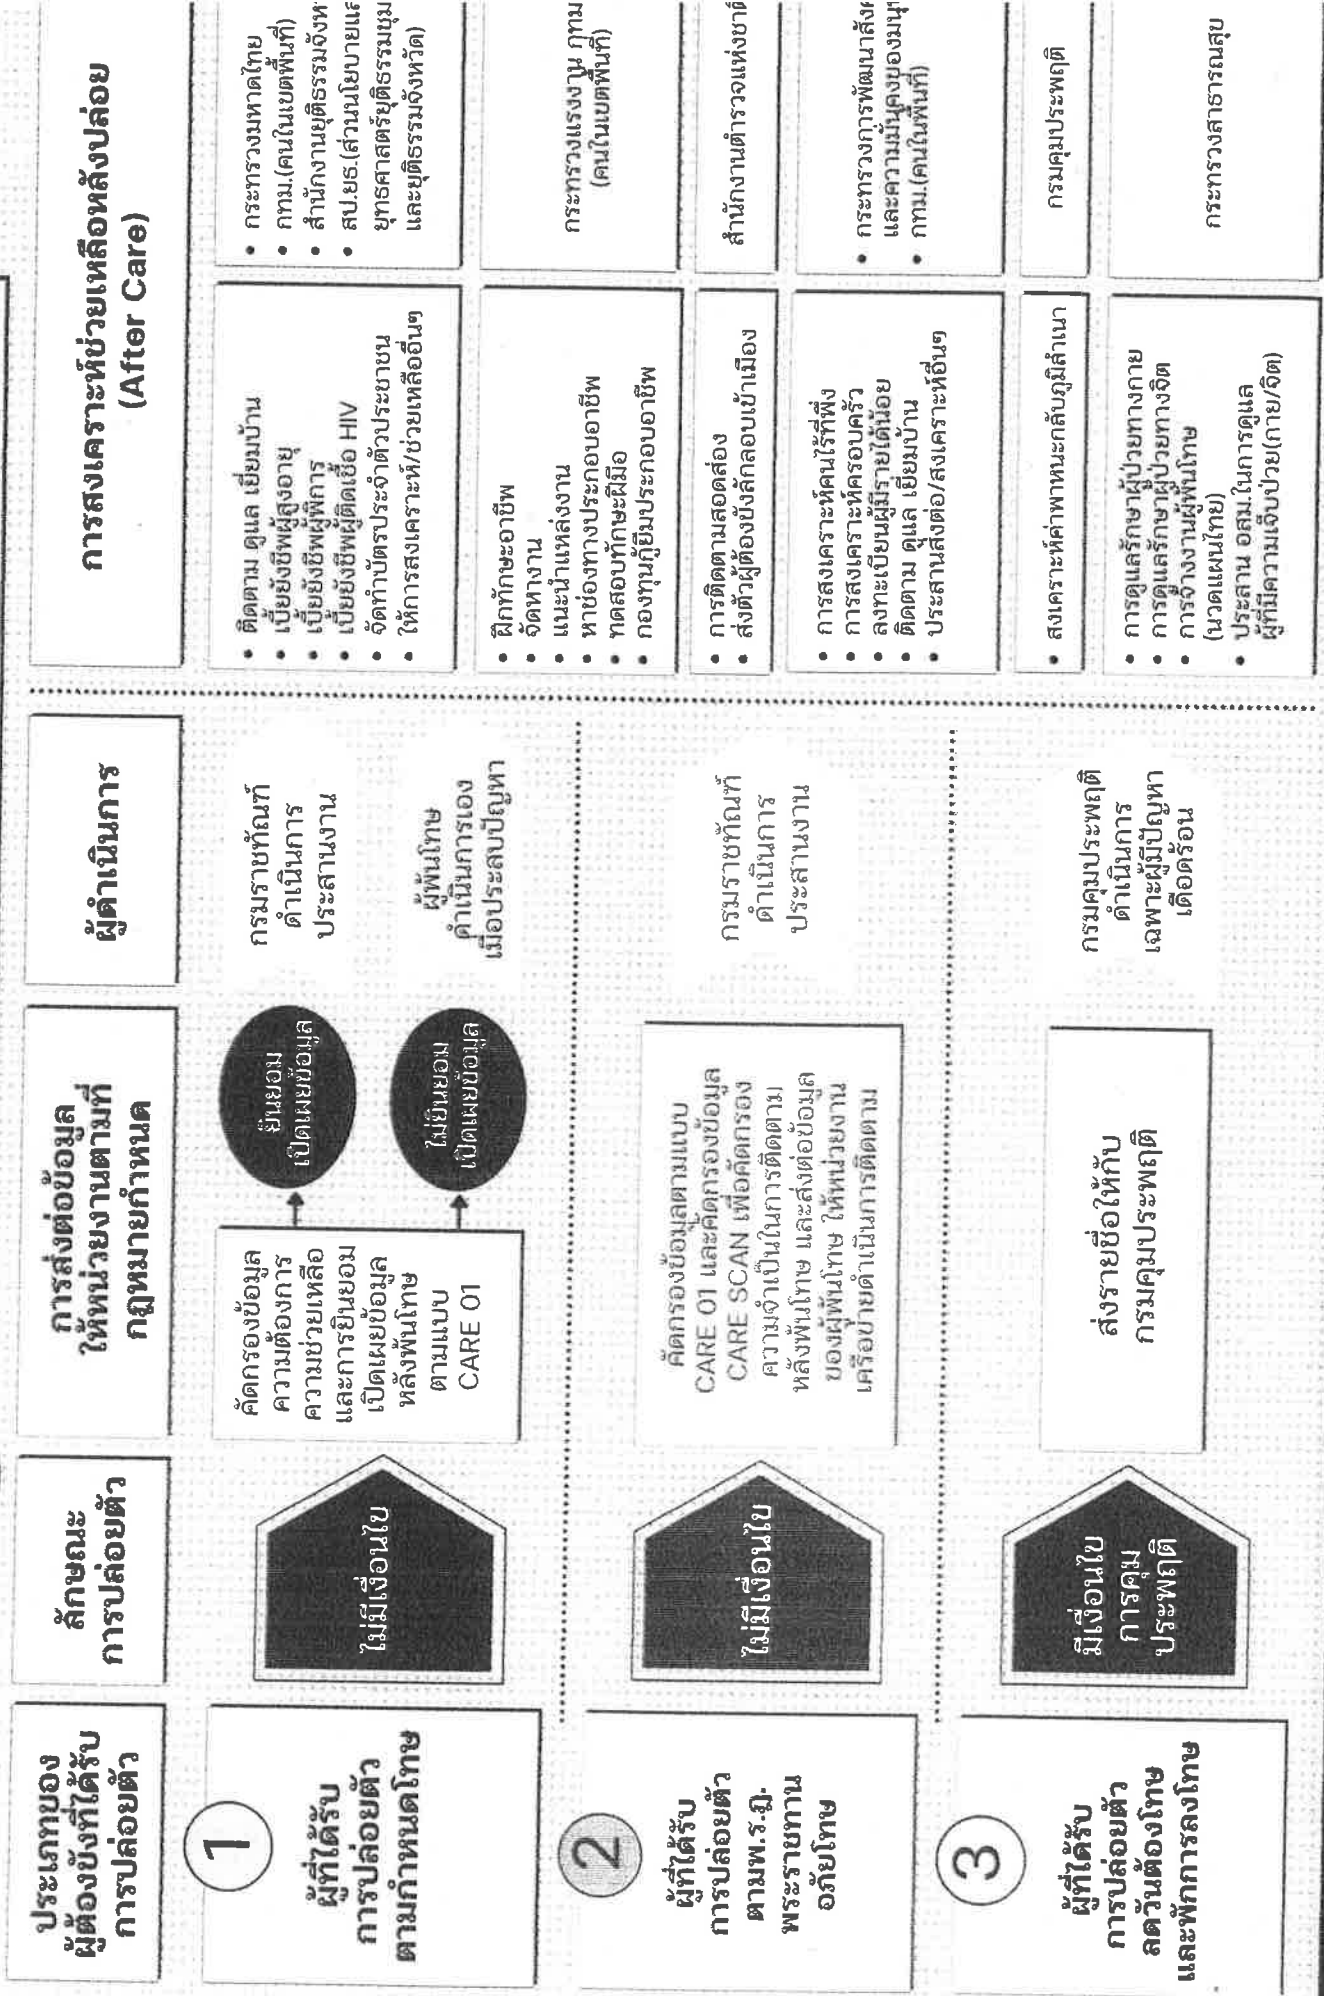 ประเภทของ
ผู้ต้องขังที่ได้รับ
การปล่อยตัว
ลักษณะ
การปล่อยตัว
การส่งต่อข้อมูล
ให้หน่วยงานตามที่
กฎหมายกำหนด
ผู้ดำเนินการ
การสงเคราะห์ช่วยเหลือหลังปล่อย
(After Care)
1
ผู้ที่ได้รับ
การปล่อยตัว
ตามกำหนดโทษ
ไม่มีเงื่อนไข
คัดกรองข้อมูล
ความต้องการ
ความช่วยเหลือ
และการยินยอม
เปิดเผยข้อมูล
หลังพ้นโทษ
ตามแบบ
CARE 01
ยินยอม
เปิดเผยข้อมูล
ไม่ยินยอม
เปิดเผยข้อมูล
กรมราชทัณฑ์
ดำเนินการ
ประสานงาน
ผู้พ้นโทษ
ดำเนินการเอง
เมื่อประสบปัญหา
2
ผู้ที่ได้รับ
การปล่อยตัว
ตามพ.ร.ฎ.
พระราชทาน
อภัยโทษ
ไม่มีเงื่อนไข
คัดกรองข้อมูลตามแบบ
CARE 01 และคัดกรองข้อมูล
CARE SCAN เพื่อคัดกรอง
ความจำเป็นในการติดตาม
หลังพ้นโทษ และส่งต่อข้อมูล
ของผู้พ้นโทษ ให้หน่วยงาน
เครือข่ายดำเนินการติดตาม
กรมราชทัณฑ์
ดำเนินการ
ประสานงาน
3
ผู้ที่ได้รับ
การปล่อยตัว
ลดวันต้องโทษ
และพักการลงโทษ
มีเงื่อนไข
การคุม
ประพฤติ
ส่งรายชื่อให้กับ
กรมคุมประพฤติ
กรมคุมประพฤติ
ดำเนินการ
เฉพาะผู้มีปัญหา
เดือดร้อน
• ติดตาม ดูแล เยี่ยมบ้าน
• เบี้ยยังชีพผู้สูงอายุ
• เบี้ยยังชีพผู้พิการ
• เบี้ยยังชีพผู้ติดเชื้อ HIV
• จัดทำบัตรประจำตัวประชาชน
• ให้การสงเคราะห์/ช่วยเหลืออื่นๆ
• กระทรวงมหาดไทย
• กทม.(คนในเขตพื้นที่)
• สำนักงานยุติธรรมจังห
• สป.ยธ.(ส่วนนโยบายและ
ยุทธศาสตร์ยุติธรรมชุม
และยุติธรรมจังหวัด)
• ฝึกทักษะอาชีพ
• จัดหางาน
• แนะนำแหล่งงาน
• หาช่องทางประกอบอาชีพ
• ทดสอบทักษะฝีมือ
• กองทุนกู้ยืมประกอบอาชีพ
กระทรวงแรงงาน กทม
(คนในเขตพื้นที่)
• การติดตามสอดส่อง
• ส่งตัวผู้ต้องขังลักลอบเข้าเมือง
สำนักงานตำรวจแห่งชาติ
• การสงเคราะห์คนไร้ที่พึ่ง
• การสงเคราะห์ครอบครัว
• ลงทะเบียนผู้มีรายได้น้อย
• ติดตาม ดูแล เยี่ยมบ้าน
• ประสานส่งต่อ/สงเคราะห์อื่นๆ
• กระทรวงการพัฒนาสังค
และความมั่นคงของมนุษ
• กทม.(คนในพื้นที่)
• สงเคราะห์ค่าพาหนะกลับภูมิลำเนา
กรมคุมประพฤติ
• การดูแลรักษาผู้ป่วยทางกาย
• การดูแลรักษาผู้ป่วยทางจิต
• การจ้างงานผู้พ้นโทษ
(นวดแผนไทย)
• ประสาน อสม.ในการดูแล
ผู้ที่มีความเจ็บป่วย(กาย/จิต)
กระทรวงสาธารณสุข